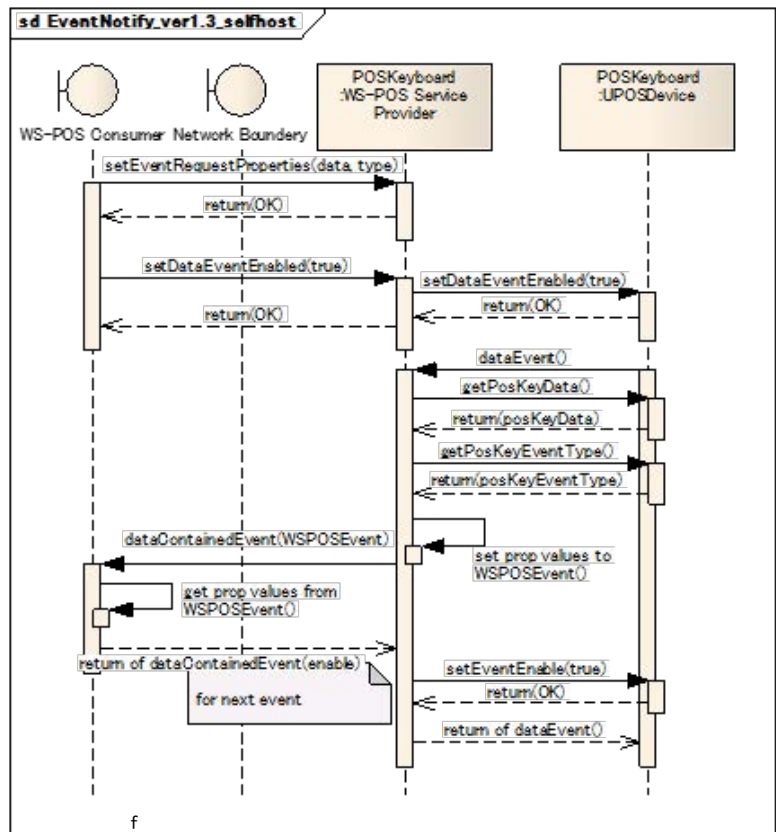 sd EventNotify_ver1.3_selfhost
POSKeyboard
:WS-POS Service
Provider
POSKeyboard
:UPOSDevice
WS-POS Consumer
Network Boundary
setEventRequestProperties(data, type)
return(OK)
setDataEventEnabled(true)
setDataEventEnabled(true)
return(OK)
return(OK)
dataEvent()
getPosKeyData()
return(posKeyData)
getPosKeyEventType()
return(posKeyEventType)
dataContainedEvent(WSPOSEvent)
set prop values to
WSPOSEvent()
get prop values from
WSPOSEvent()
return of dataContainedEvent(enable)
setEventEnable(true)
return(OK)
for next event
return of dataEvent()
f